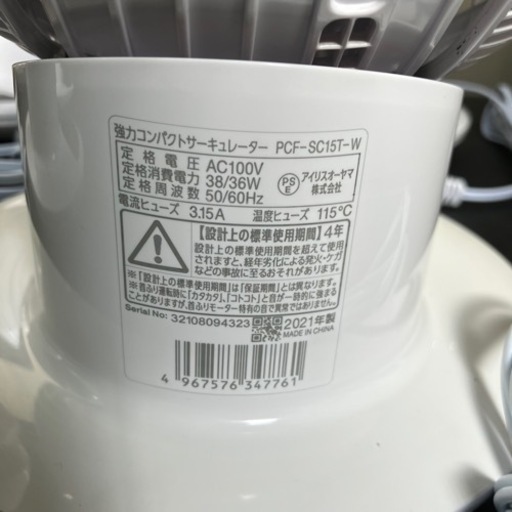 強力コンパクトサーキュレーター PCF-SC15T-W
定格電圧 AC100V
定格消費電力 38/36W
定格周波数 50/60Hz
PS
E
アイリスオーヤマ
株式会社
電流ヒューズ 3.15A 温度ヒューズ 115℃
【設計上の標準使用期間】4年
設計上の標準使用期間を超えて使用
されますと、経年劣化による発火・ケガ
などの事故に至るおそれがあります。
※【設計上の標準使用期間】は「保証期間」とは異なります。
※首ふり運転時に「カタカタ」、「コトコト」と音が一時的に強まる
ことがありますが、首ふりモーター特有の音で異常ではありません。
Serial No: 32108094323
2021年製
MADE IN CHINA
4 967576 347761